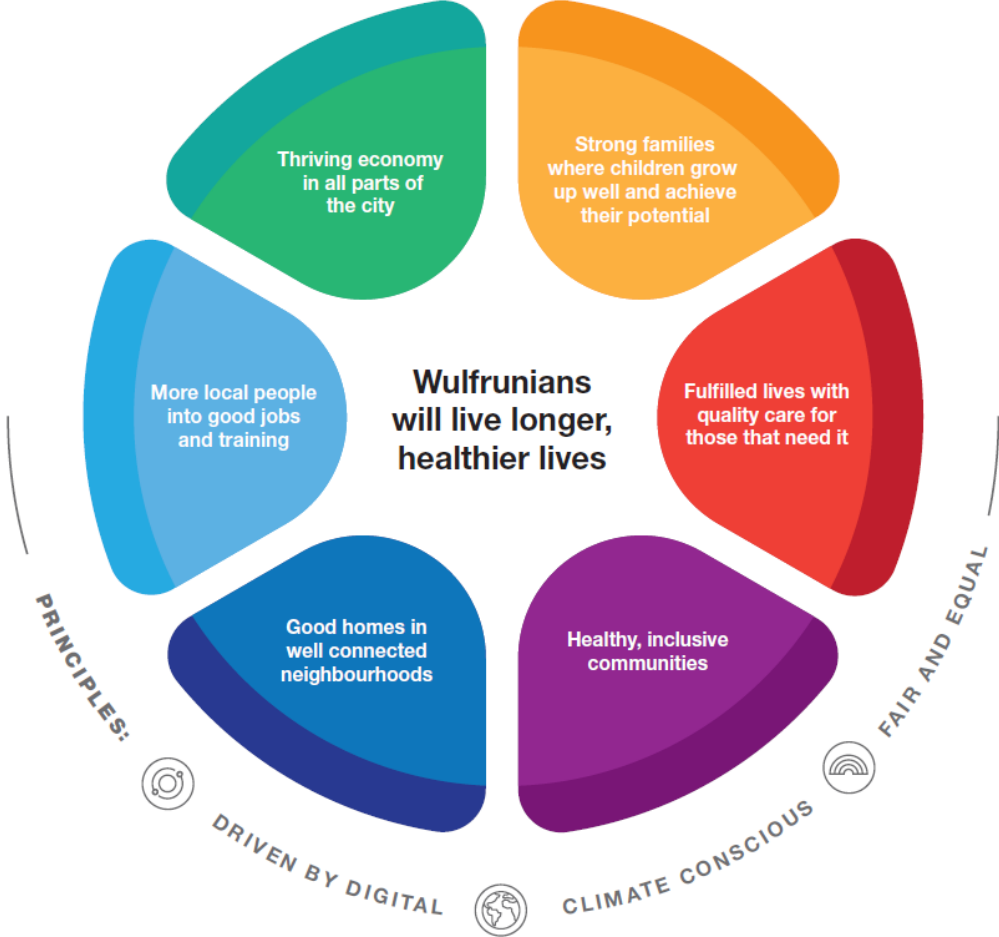 Thriving economy
in all parts of
the city
Strong families
where children grow
up well and achieve
their potential
More local people
into good jobs
and training
Wulfrunians
will live longer,
healthier lives
Fulfilled lives with
quality care for
those that need it
Good homes in
well connected
neighbourhoods
Healthy, inclusive
communities
PRINCIPLES:
DRIVEN BY DIGITAL
CLIMATE CONSCIOUS
FAIR AND EQUAL